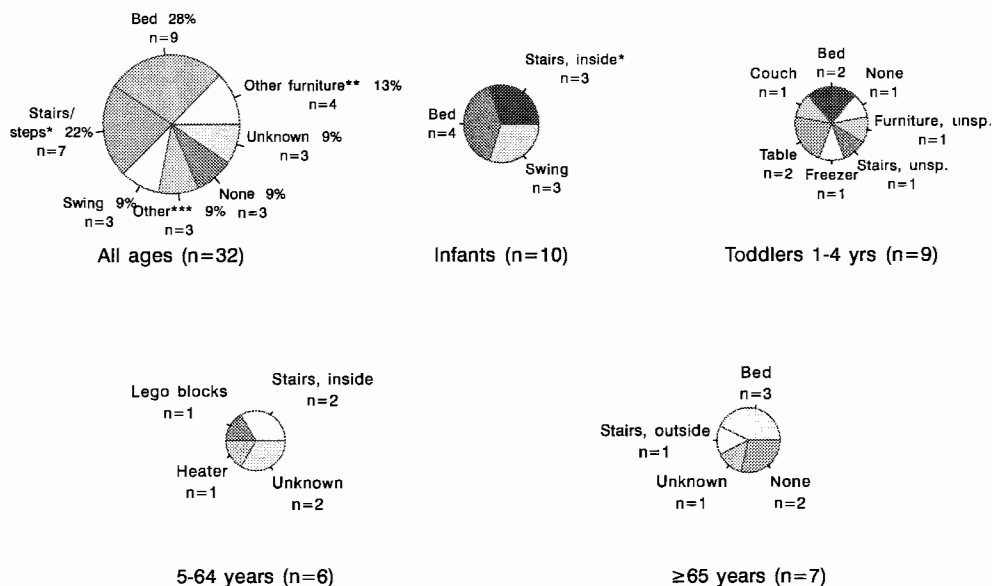 Bed 28%
n=9
Other furniture** 13%
n=4
Unknown 9%
n=3
None 9%
n=3
Other*** 9%
n=3
Swing 9%
n=3
Stairs/
steps* 22%
n=7
All ages (n=32)
Stairs, inside*
n=3
Bed
n=4
Swing
n=3
Infants (n=10)
Bed
n=2
None
n=1
Couch
n=1
Furniture, unsp.
n=1
Table
n=2
Stairs, unsp.
n=1
Freezer
n=1
Toddlers 1-4 yrs (n=9)
Stairs, inside
n=2
Lego blocks
n=1
Heater
n=1
Unknown
n=2
5-64 years (n=6)
Bed
n=3
Stairs, outside
n=1
Unknown
n=1
None
n=2
≥65 years (n=7)